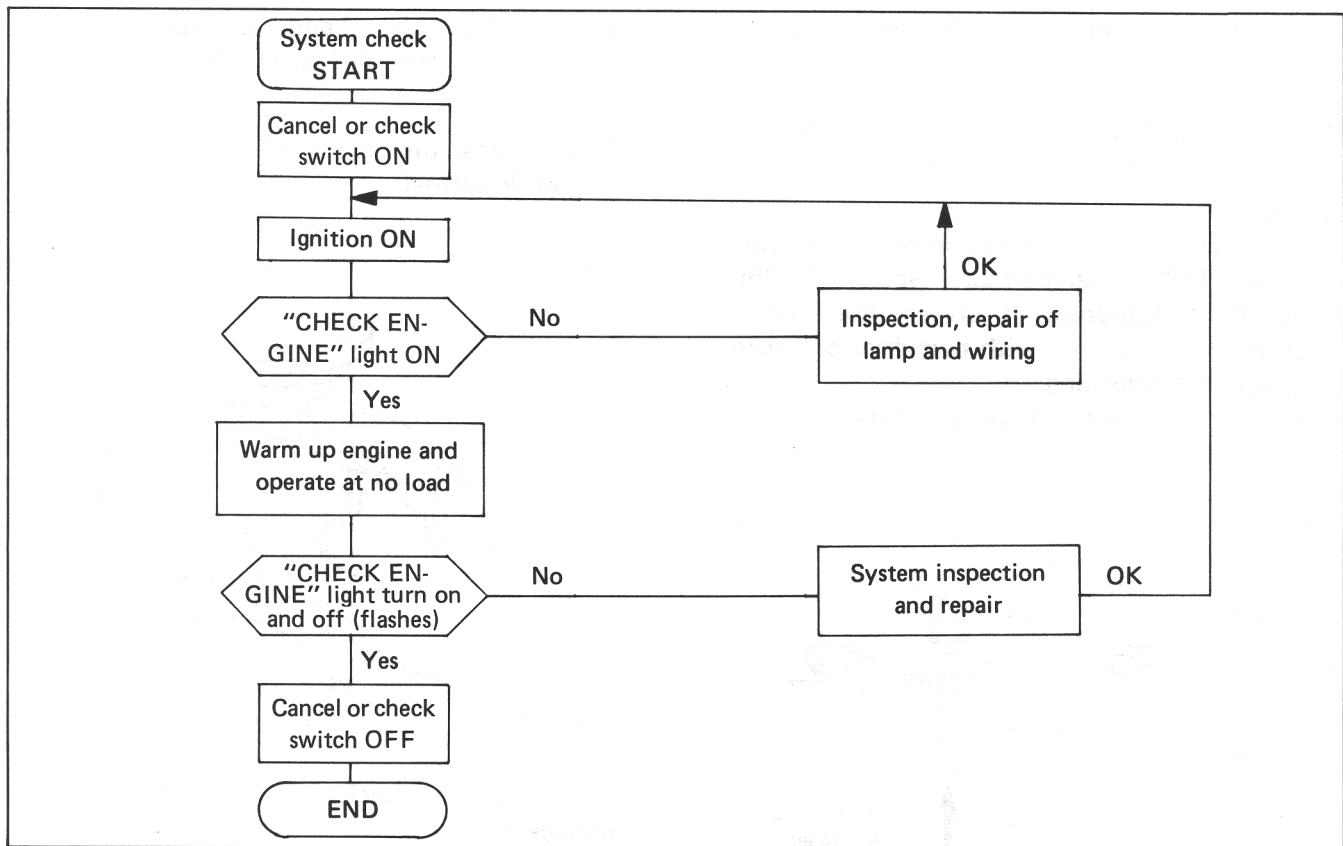 System check
START
Cancel or check
switch ON
Ignition ON
OK
"CHECK EN-
GINE" light ON
No
Inspection, repair of
lamp and wiring
Yes
Warm up engine and
operate at no load
"CHECK EN-
GINE" light turn on
and off (flashes)
No
System inspection
and repair
OK
Yes
Cancel or check
switch OFF
END